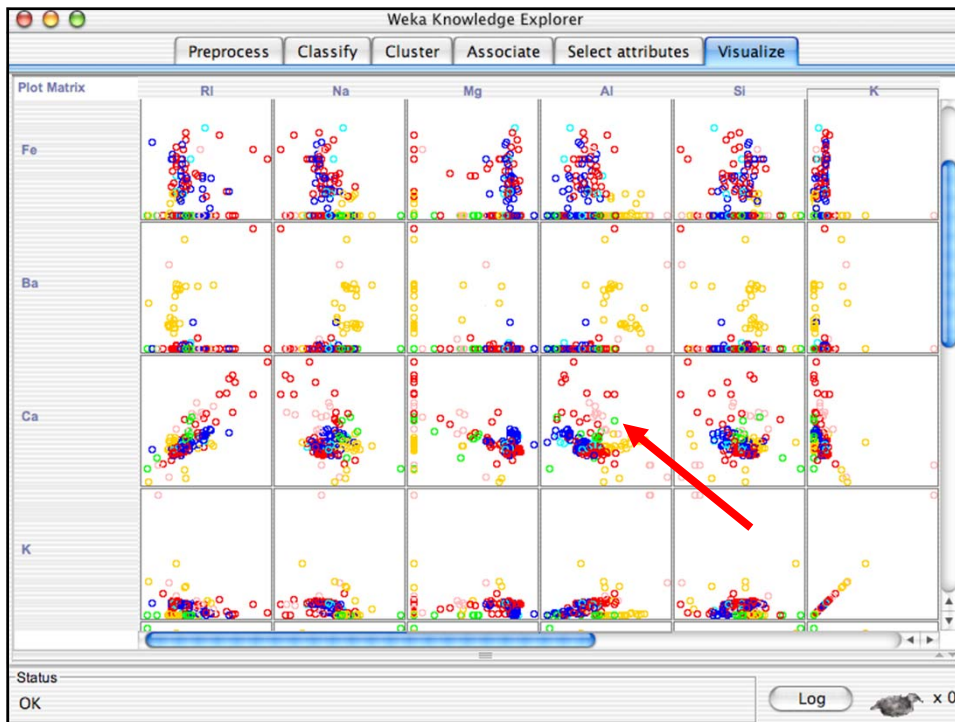 Weka Knowledge Explorer
Preprocess Classify Cluster Associate Select attributes Visualize
Plot Matrix RI Na Mg Al Si K
Fe
Ba
Ca
K
Status
OK
Log x 0